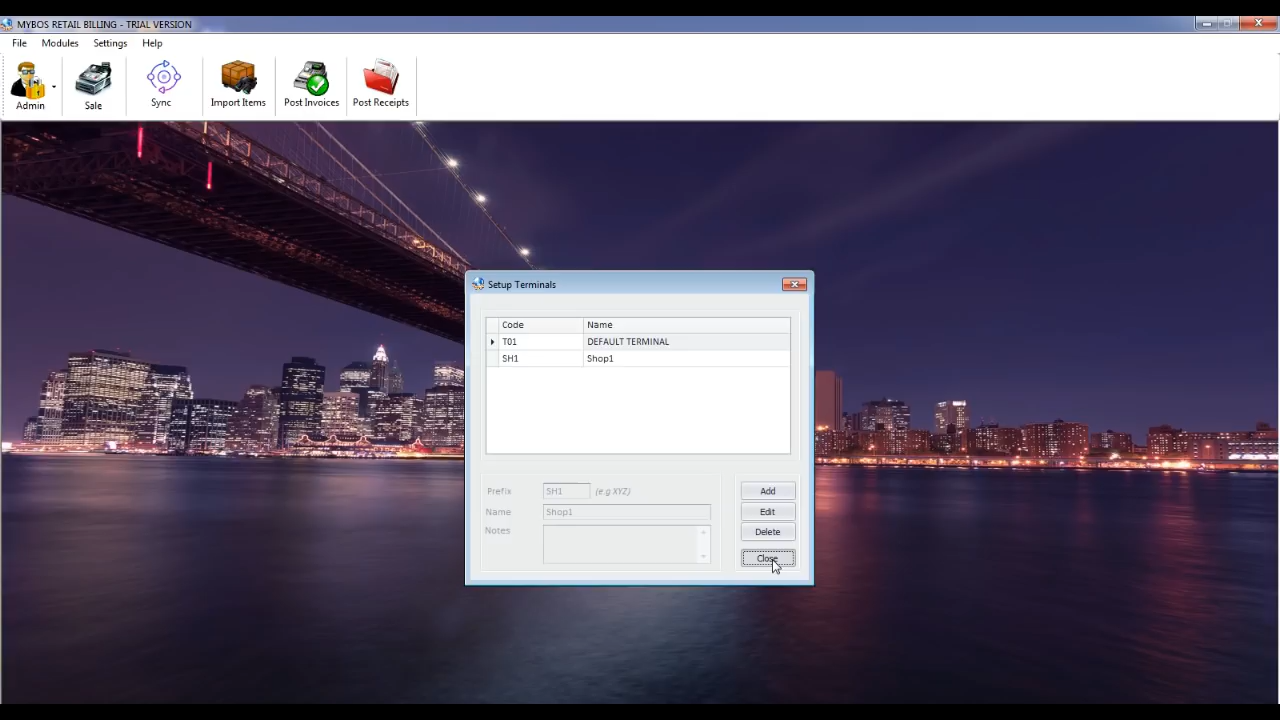 MYBOS RETAIL BILLING - TRIAL VERSION
File Modules Settings Help
Admin Sale Sync Import Items Post Invoices Post Receipts
Setup Terminals
Code Name
T01 DEFAULT TERMINAL
SH1 Shop1
Prefix SH1 (e.g XYZ) Add
Name Shop1 Edit
Notes Delete
Close